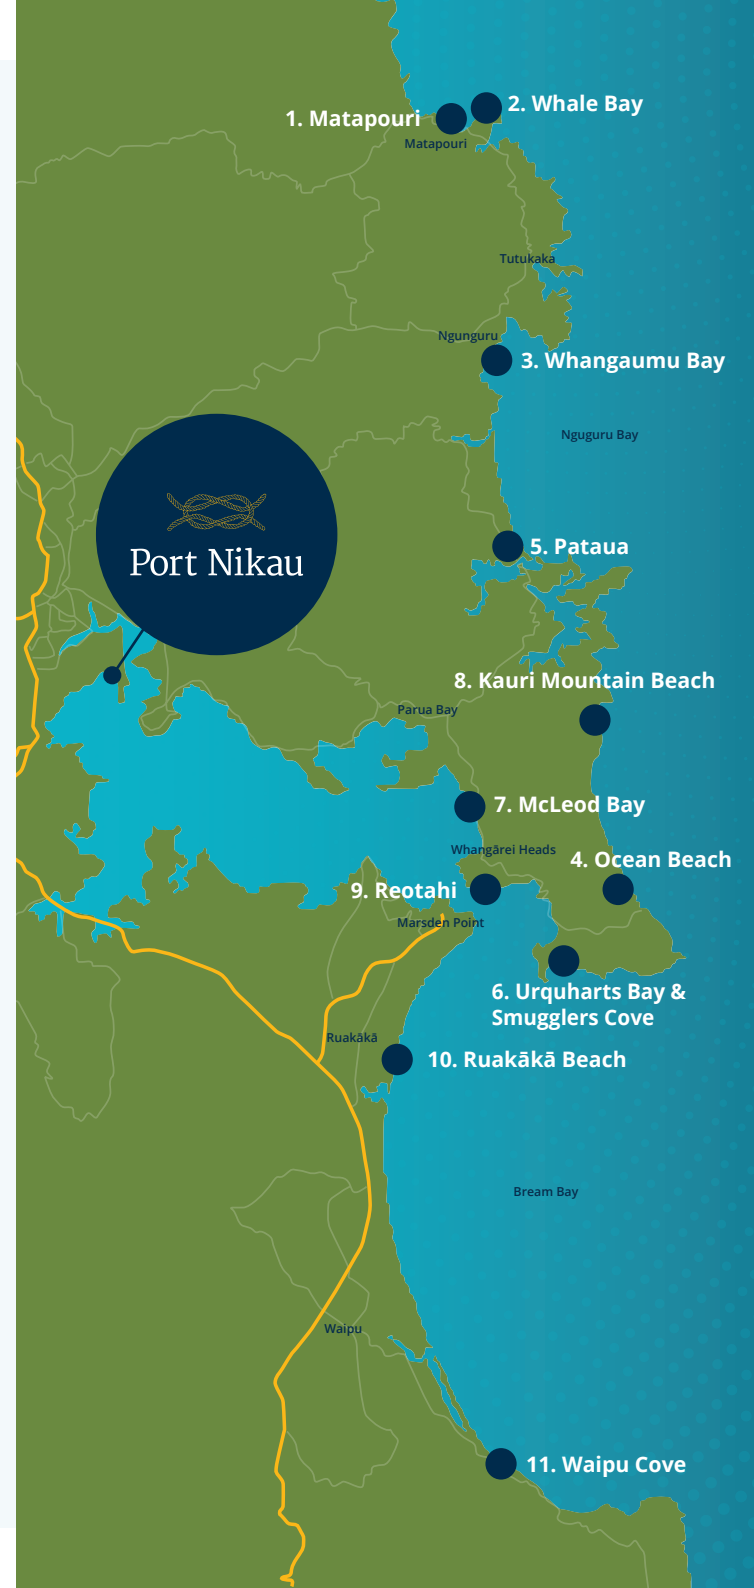 2. Whale Bay
1. Matapouri
Matapouri
Tutukaka
Ngunguru
3. Whangaumu Bay
Nguguru Bay
Port Nikau
5. Pataua
8. Kauri Mountain Beach
Parua Bay
7. McLeod Bay
Whangārei Heads
4. Ocean Beach
9. Reotahi
Marsden Point
6. Urquharts Bay &
Smugglers Cove
Ruakākā
10. Ruakākā Beach
Bream Bay
Waipu
11. Waipu Cove